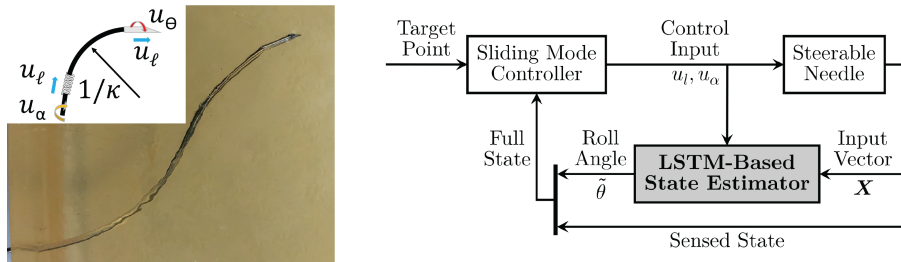 u_θ
u_ℓ
u_ℓ
1/κ
u_α
Target
Point
Sliding Mode
Controller
Control
Input
u_l, u_α
Steerable
Needle
Full
State
Roll
Angle
θ̃
LSTM-Based
State Estimator
Input
Vector
X
Sensed State